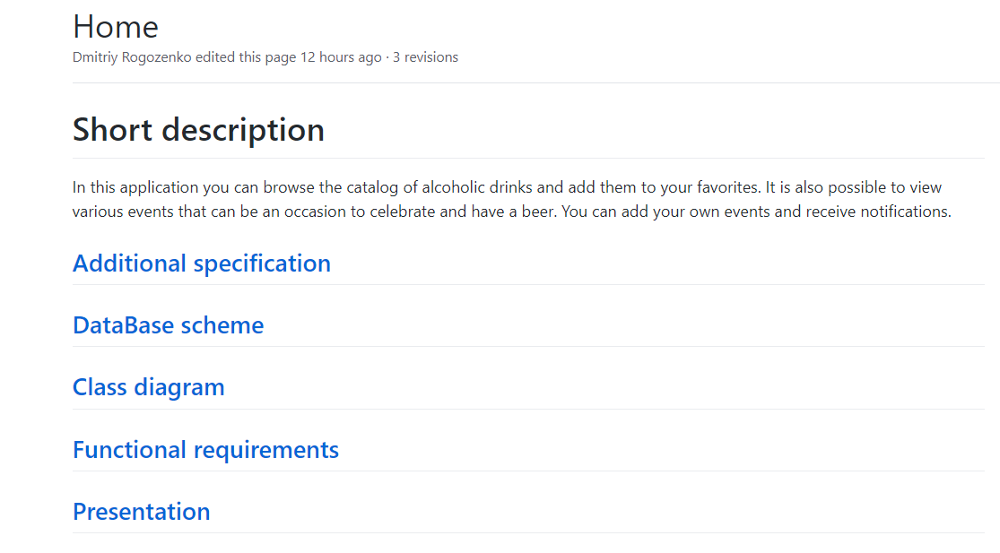 Home
Dmitriy Rogozenko edited this page 12 hours ago · 3 revisions
Short description
In this application you can browse the catalog of alcoholic drinks and add them to your favorites. It is also possible to view
various events that can be an occasion to celebrate and have a beer. You can add your own events and receive notifications.
Additional specification
DataBase scheme
Class diagram
Functional requirements
Presentation